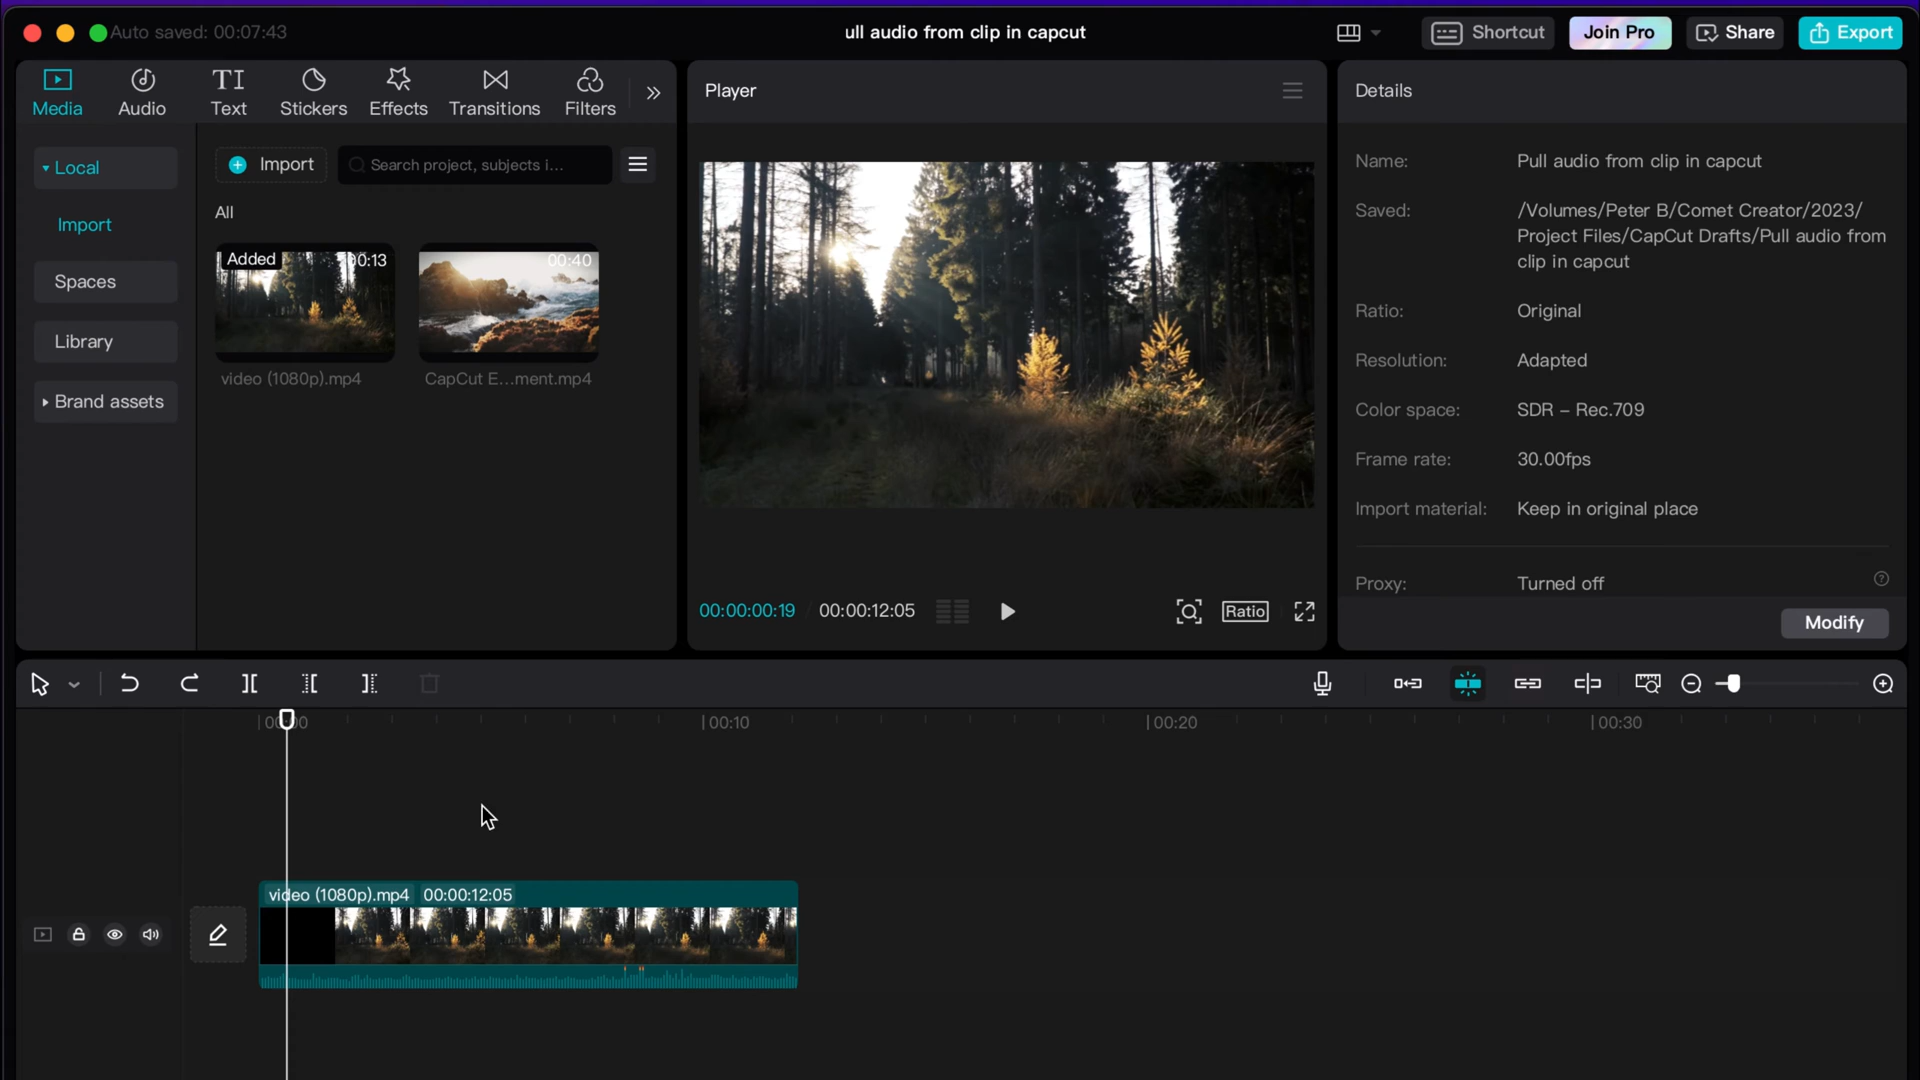 Auto saved: 00:07:43
ull audio from clip in capcut
Shortcut
Join Pro
Share
Export
Media
Audio
TI
Text
Stickers
Effects
Transitions
Filters
Local
Import
Spaces
Library
Brand assets
Import
Search project, subjects i...
All
Added
00:13
00:40
video (1080p).mp4
CapCut E...ment.mp4
Player
00:00:00:19
00:00:12:05
Ratio
Details
Name:
Pull audio from clip in capcut
Saved:
/Volumes/Peter B/Comet Creator/2023/
Project Files/CapCut Drafts/Pull audio from
clip in capcut
Ratio:
Original
Resolution:
Adapted
Color space:
SDR – Rec.709
Frame rate:
30.00fps
Import material:
Keep in original place
Proxy:
Turned off
Modify
00:00
00:10
00:20
00:30
video (1080p).mp4 00:00:12:05